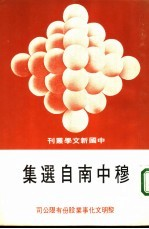 中國新文學叢刊
穆中南自選集
黎明文化事業股份有限公司